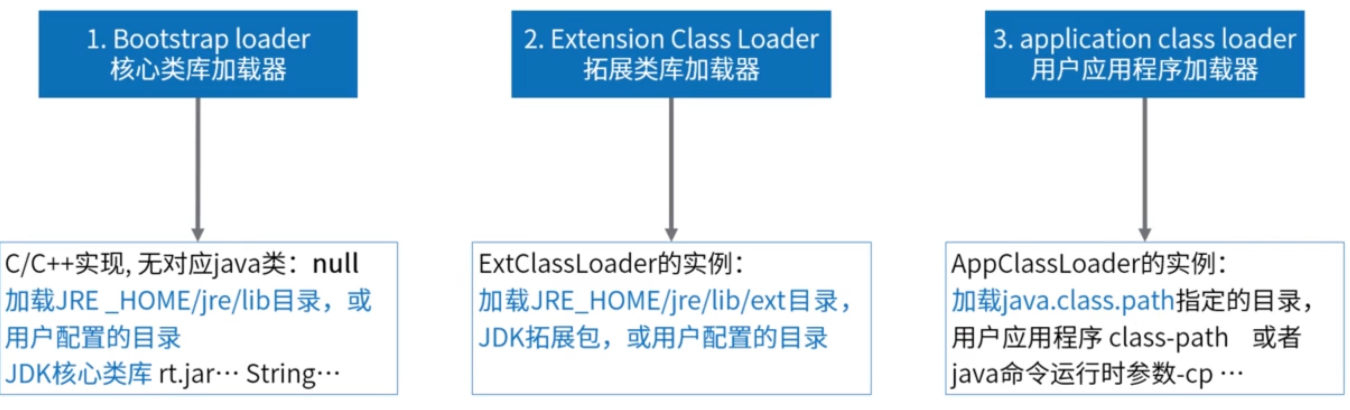 1. Bootstrap loader
核心类库加载器
2. Extension Class Loader
拓展类库加载器
3. application class loader
用户应用程序加载器
C/C++实现, 无对应java类：null
加载JRE _HOME/jre/lib目录，或
用户配置的目录
JDK核心类库 rt.jar… String…
ExtClassLoader的实例：
加载JRE_HOME/jre/lib/ext目录，
JDK拓展包，或用户配置的目录
AppClassLoader的实例：
加载java.class.path指定的目录，
用户应用程序 class-path 或者
java命令运行时参数-cp …